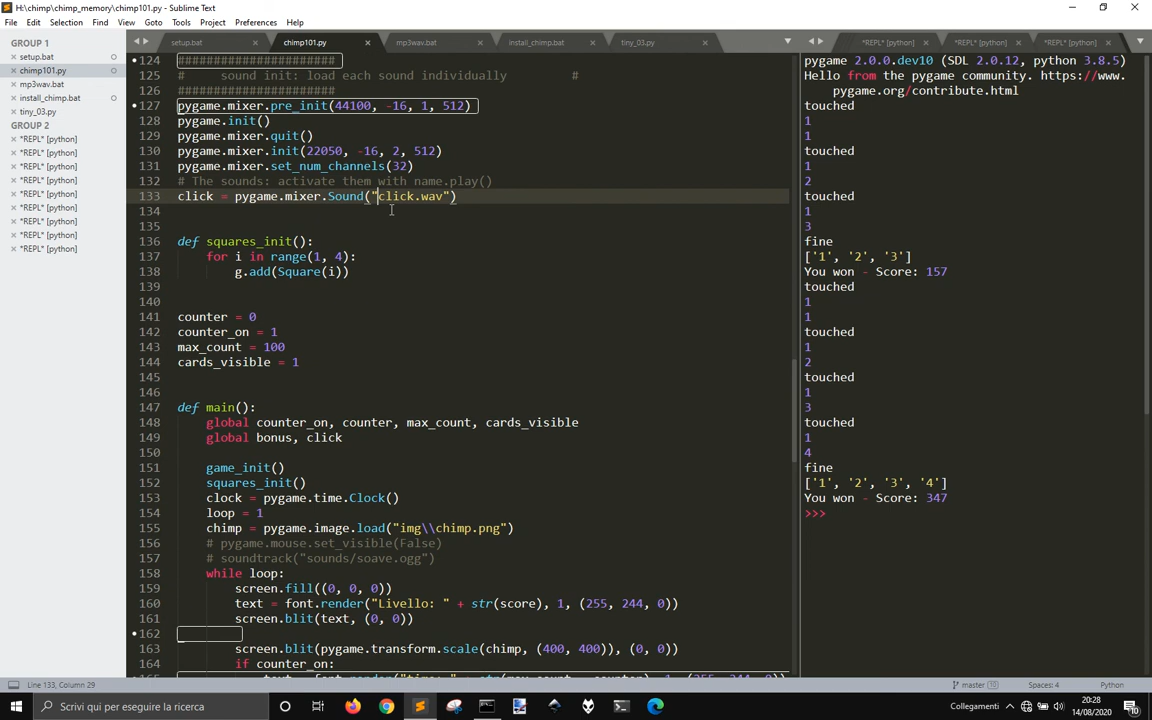 H:\chimp\chimp_memory\chimp101.py - Sublime Text
File Edit Selection Find View Goto Tools Project Preferences Help
GROUP 1
setup.bat
chimp101.py
mp3wav.bat
install_chimp.bat
tiny_03.py
GROUP 2
*REPL* [python]
*REPL* [python]
*REPL* [python]
*REPL* [python]
*REPL* [python]
*REPL* [python]
*REPL* [python]
*REPL* [python]
*REPL* [python]
setup.bat chimp101.py mp3wav.bat install_chimp.bat tiny_03.py
124 ######################
125 # sound init: load each sound individually #
126 ######################
127 pygame.mixer.pre_init(44100, -16, 1, 512)
128 pygame.init()
129 pygame.mixer.quit()
130 pygame.mixer.init(22050, -16, 2, 512)
131 pygame.mixer.set_num_channels(32)
132 # The sounds: activate them with name.play()
133 click = pygame.mixer.Sound("click.wav")
134
135
136 def squares_init():
137 for i in range(1, 4):
138 g.add(Square(i))
139
140
141 counter = 0
142 counter_on = 1
143 max_count = 100
144 cards_visible = 1
145
146
147 def main():
148 global counter_on, counter, max_count, cards_visible
149 global bonus, click
150
151 game_init()
152 squares_init()
153 clock = pygame.time.Clock()
154 loop = 1
155 chimp = pygame.image.load("img\\chimp.png")
156 # pygame.mouse.set_visible(False)
157 # soundtrack("sounds/soave.ogg")
158 while loop:
159 screen.fill((0, 0, 0))
160 text = font.render("Livello: " + str(score), 1, (255, 244, 0))
161 screen.blit(text, (0, 0))
162
163 screen.blit(pygame.transform.scale(chimp, (400, 400)), (0, 0))
164 if counter_on:
*REPL* [python] *REPL* [python] *REPL* [python]
pygame 2.0.0.dev10 (SDL 2.0.12, python 3.8.5)
Hello from the pygame community. https://www.
pygame.org/contribute.html
touched
1
1
touched
1
2
touched
1
3
fine
['1', '2', '3']
You won - Score: 157
touched
1
1
touched
1
2
touched
1
3
touched
1
4
fine
['1', '2', '3', '4']
You won - Score: 347
>>>
Line 133, Column 29
master 10
Spaces: 4
Python
Scrivi qui per eseguire la ricerca
Collegamenti
20:28
14/08/2020
10